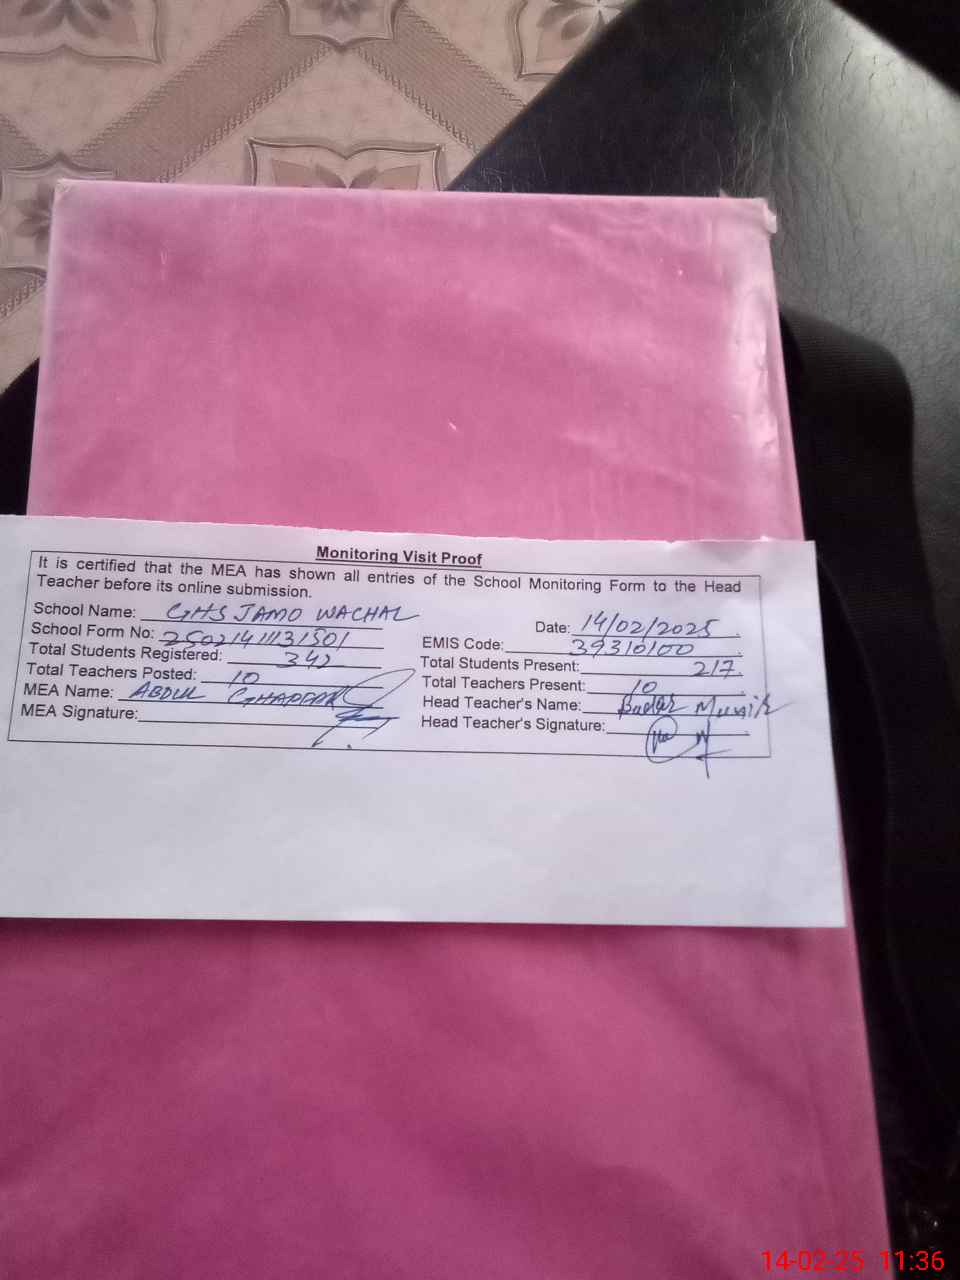 Monitoring Visit Proof
It is certified that the MEA has shown all entries of the School Monitoring Form to the Head
Teacher before its online submission.
School Name: GHS JAMO WACHAL
Date: 14/02/2025
School Form No: 25021411131501
EMIS Code: 39310100
Total Students Registered: 342
Total Students Present: 217
Total Teachers Posted: 10
Total Teachers Present: 10
MEA Name: ABDUL GHAFFAR
Head Teacher's Name: Badar
MEA Signature:
Head Teacher's Signature:
14-02-25 11:36